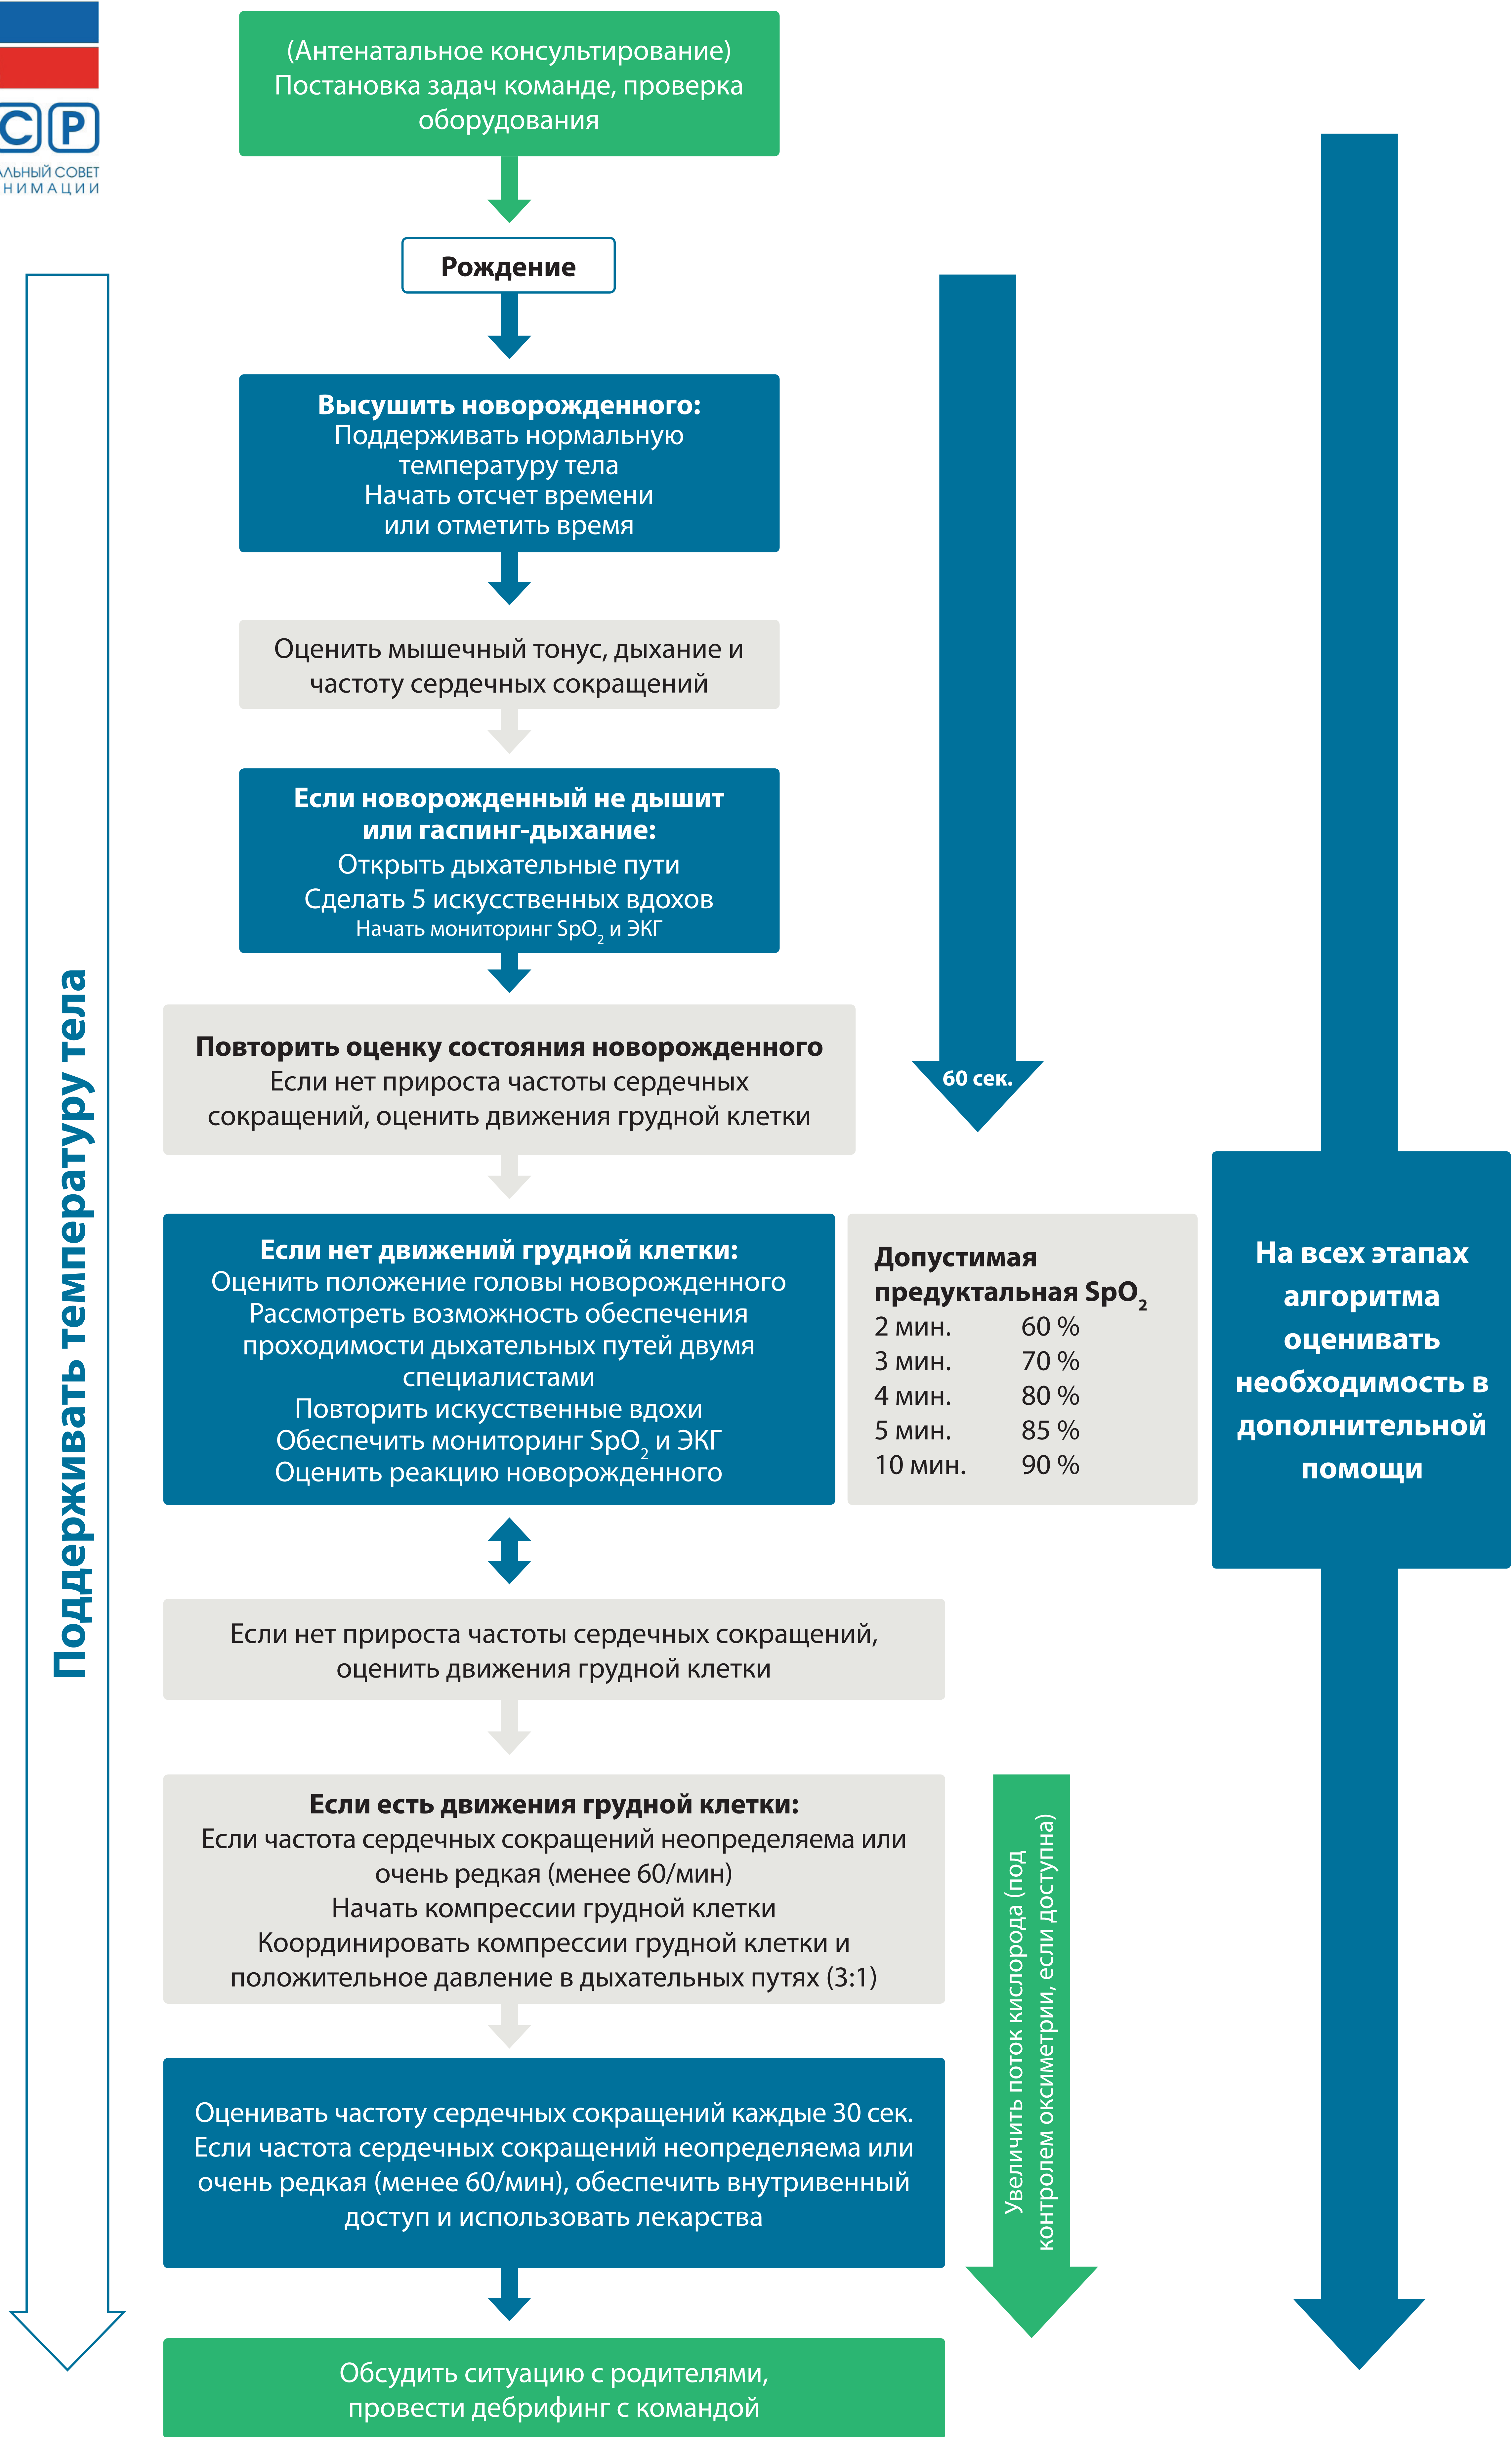 СР
АЛЬНЫЙ СОВЕТ
НИМАЦИИ
(Антенатальное консультирование)
Постановка задач команде, проверка
оборудования
Рождение
Высушить новорожденного:
Поддерживать нормальную
температуру тела
Начать отсчет времени
или отметить время
Оценить мышечный тонус, дыхание и
частоту сердечных сокращений
Если новорожденный не дышит
или гаспинг-дыхание:
Открыть дыхательные пути
Сделать 5 искусственных вдохов
Начать мониторинг SpO₂ и ЭКГ
Повторить оценку состояния новорожденного
Если нет прироста частоты сердечных
сокращений, оценить движения грудной клетки
60 сек.
Если нет движений грудной клетки:
Оценить положение головы новорожденного
Рассмотреть возможность обеспечения
проходимости дыхательных путей двумя
специалистами
Повторить искусственные вдохи
Обеспечить мониторинг SpO₂ и ЭКГ
Оценить реакцию новорожденного
Допустимая
предуктальная SpO₂
2 мин. 60 %
3 мин. 70 %
4 мин. 80 %
5 мин. 85 %
10 мин. 90 %
На всех этапах
алгоритма
оценивать
необходимость в
дополнительной
помощи
Поддерживать температуру тела
Если нет прироста частоты сердечных сокращений,
оценить движения грудной клетки
Если есть движения грудной клетки:
Если частота сердечных сокращений неопределяема или
очень редкая (менее 60/мин)
Начать компрессии грудной клетки
Координировать компрессии грудной клетки и
положительное давление в дыхательных путях (3:1)
Увеличить поток кислорода (под
контролем оксиметрии, если доступна)
Оценивать частоту сердечных сокращений каждые 30 сек.
Если частота сердечных сокращений неопределяема или
очень редкая (менее 60/мин), обеспечить внутривенный
доступ и использовать лекарства
Обсудить ситуацию с родителями,
провести дебрифинг с командой